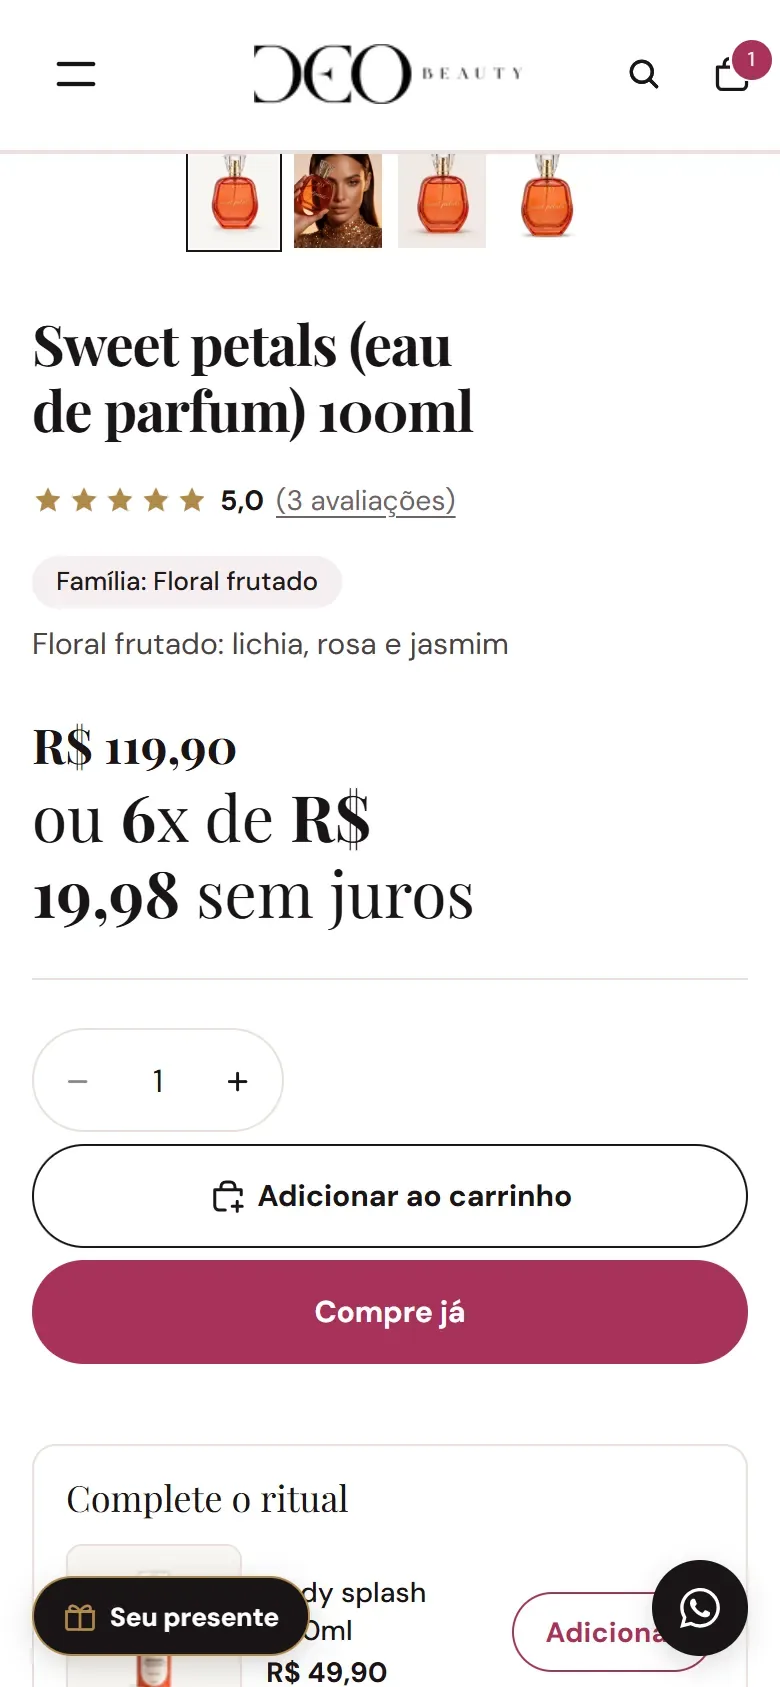 DEO BEAUTY
1
Sweet petals (eau
de parfum) 100ml
5,0 (3 avaliações)
Família: Floral frutado
Floral frutado: lichia, rosa e jasmim
R$ 119,90
ou 6x de R$
19,98 sem juros
1
Adicionar ao carrinho
Compre já
Complete o ritual
dy splash
0ml
R$ 49,90
Adiciona
Seu presente